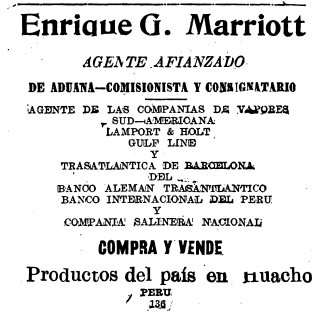 Enrique G. Marriott
AGENTE AFIANZADO
DE ADUANA—COMISIONISTA Y CONSIGNATARIO
AGENTE DE LAS COMPANIAS DE VAPORES
SUD—AMERICANA
LAMPORT & HOLT
GULF LINE
Y
TRASATLANTICA DE BARCELONA
DEL
BANCO ALEMAN TRASANTLANTICO
BANCO INTERNACIONAL DEL PERU
Y
COMPANIA SALINERA NACIONAL
COMPRA Y VENDE
Productos del país en Huacho
PERU
136